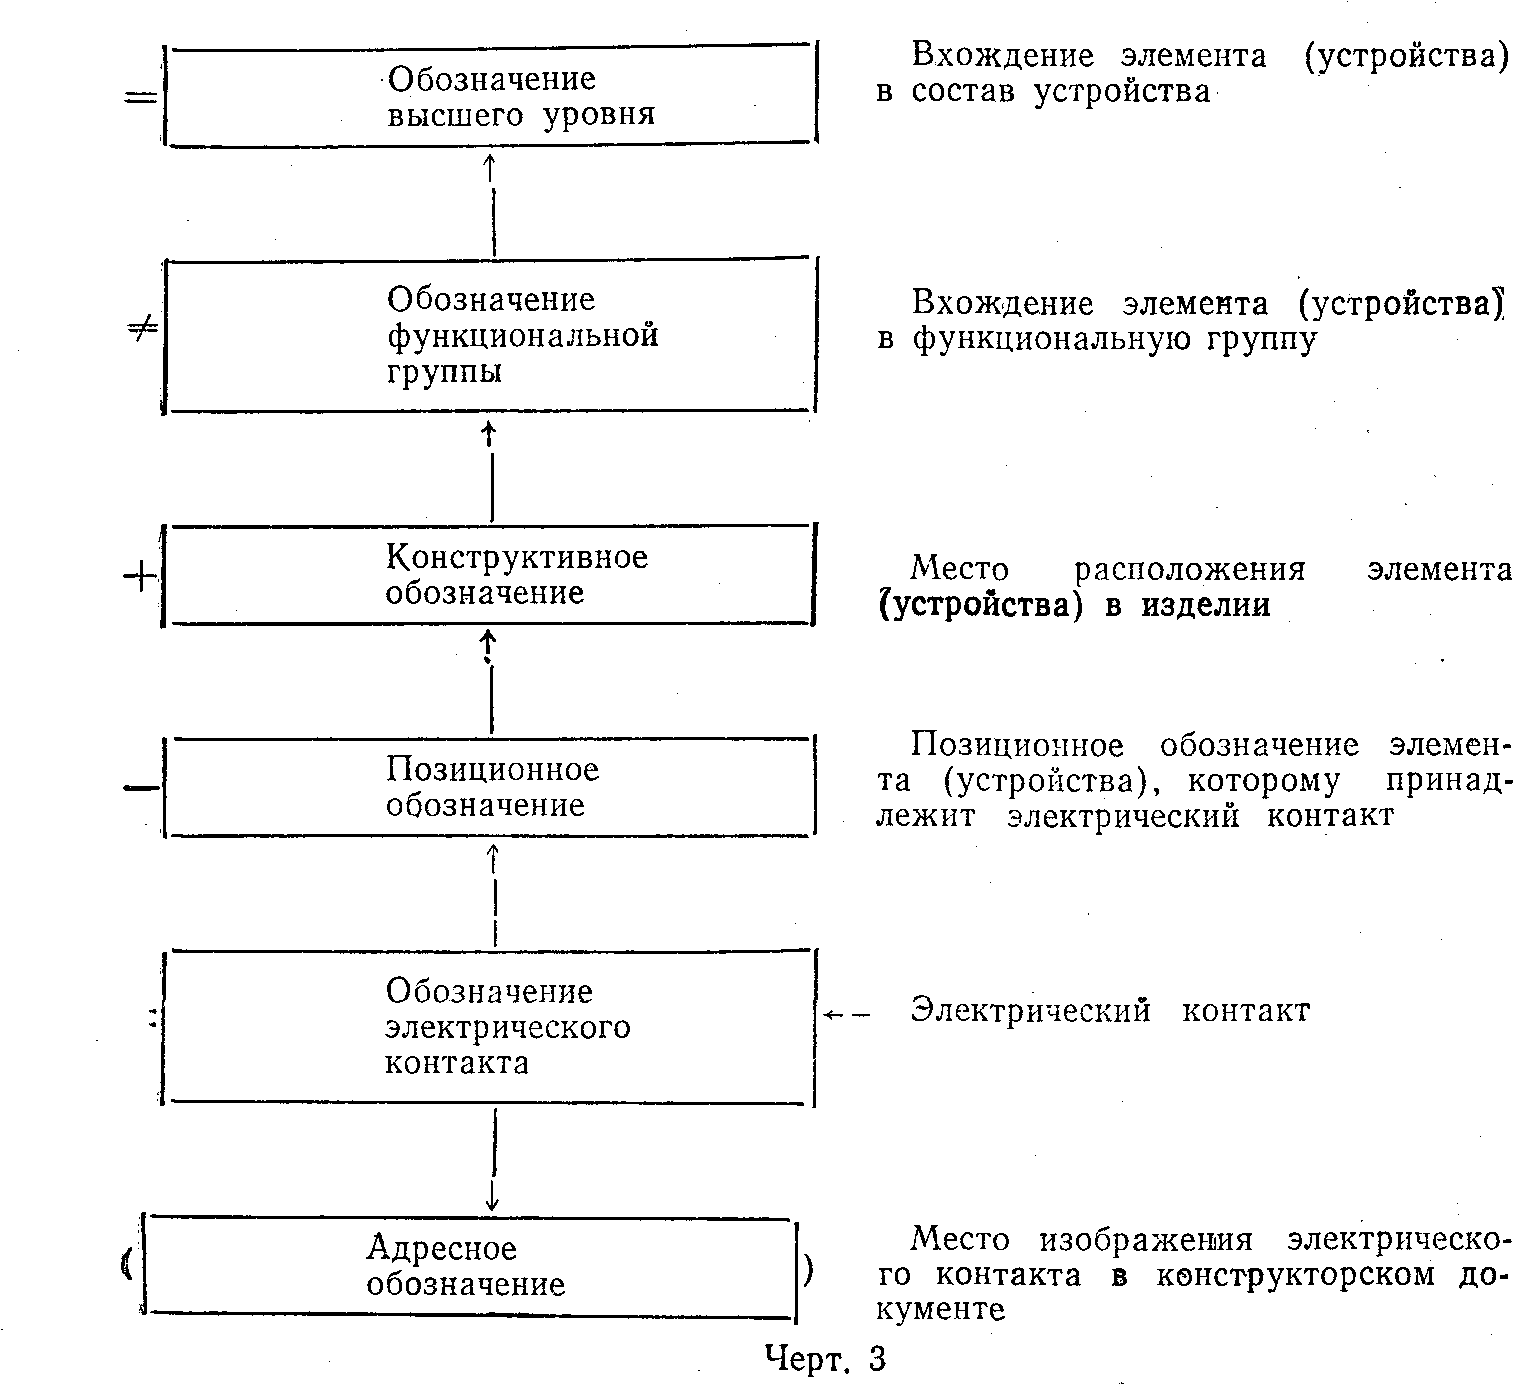 = Обозначение
высшего уровня
Вхождение элемента (устройства)
в состав устройства
≠ Обозначение
функциональной
группы
Вхождение элемента (устройства)
в функциональную группу
+ Конструктивное
обозначение
Место расположения элемента
(устройства) в изделии
— Позиционное
обозначение
Позиционное обозначение элемен-
та (устройства), которому принад-
лежит электрический контакт
: Обозначение
электрического
контакта
Электрический контакт
( Адресное
обозначение )
Место изображения электрическо-
го контакта в конструкторском до-
кументе
Черт. 3